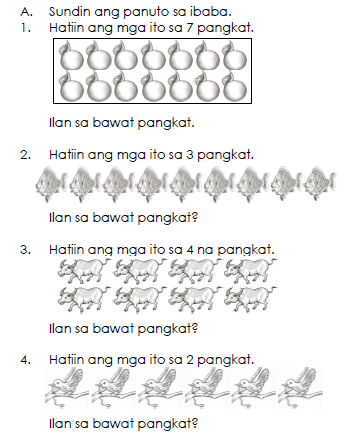 A. Sundin ang panuto sa ibaba.
1. Hatiin ang mga ito sa 7 pangkat.
Ilan sa bawat pangkat.
2. Hatiin ang mga ito sa 3 pangkat.
Ilan sa bawat pangkat?
3. Hatiin ang mga ito sa 4 na pangkat.
Ilan sa bawat pangkat?
4. Hatiin ang mga ito sa 2 pangkat.
Ilan sa bawat pangkat?